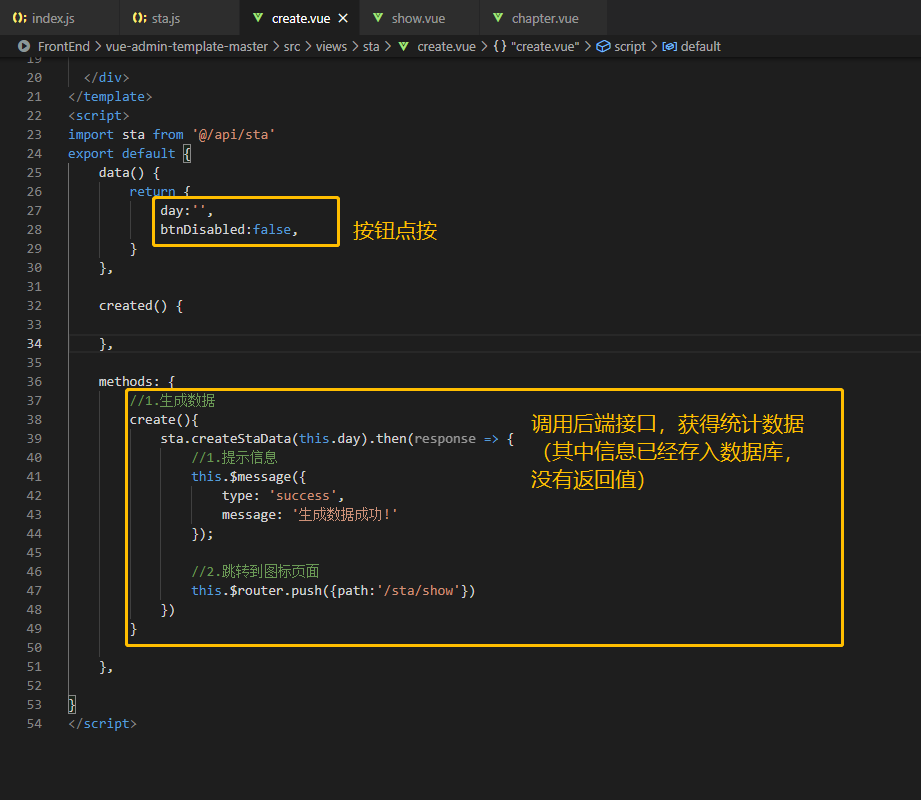 index.js
sta.js
create.vue
show.vue
chapter.vue
FrontEnd > vue-admin-template-master > src > views > sta > create.vue > {} "create.vue" > script > default
19
20 </div>
21 </template>
22 <script>
23 import sta from '@/api/sta'
24 export default {
25 data() {
26 return {
27 day:'',
28 btnDisabled:false,
按钮点按
29 }
30 },
31
32 created() {
33
34 },
35
36 methods: {
37 //1.生成数据
38 create(){
调用后端接口，获得统计数据
39 sta.createStaData(this.day).then(response => {
40 //1.提示信息
（其中信息已经存入数据库，
41 this.$message({
没有返回值）
42 type: 'success',
43 message: '生成数据成功!'
44 });
45
46 //2.跳转到图标页面
47 this.$router.push({path:'/sta/show'})
48 })
49 }
50
51 },
52
53 }
54 </script>